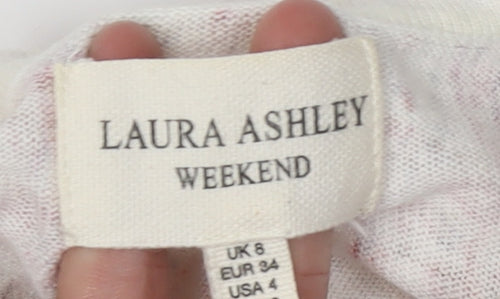 LAURA ASHLEY
WEEKEND
UK 8
EUR 34
USA 4